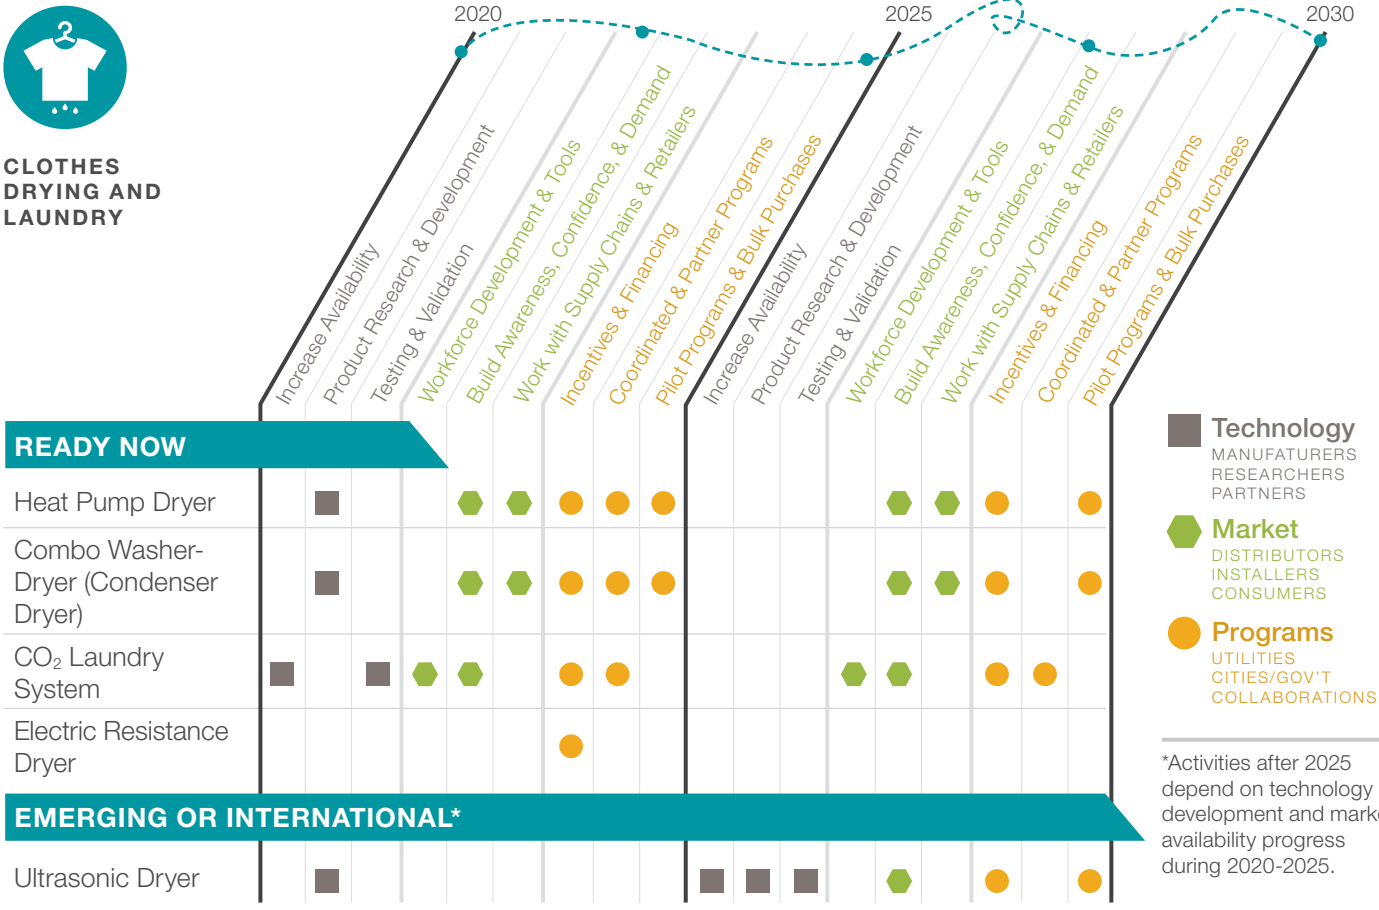 2020
2025
2030
CLOTHES
DRYING AND
LAUNDRY
Increase Availability
Product Research & Development
Testing & Validation
Workforce Development & Tools
Build Awareness, Confidence, & Demand
Work with Supply Chains & Retailers
Incentives & Financing
Coordinated & Partner Programs
Pilot Programs & Bulk Purchases
Increase Availability
Product Research & Development
Testing & Validation
Workforce Development & Tools
Build Awareness, Confidence, & Demand
Work with Supply Chains & Retailers
Incentives & Financing
Coordinated & Partner Programs
Pilot Programs & Bulk Purchases
READY NOW
Heat Pump Dryer
Combo Washer-
Dryer (Condenser
Dryer)
CO₂ Laundry
System
Electric Resistance
Dryer
EMERGING OR INTERNATIONAL*
Ultrasonic Dryer
Technology
MANUFATURERS
RESEARCHERS
PARTNERS
Market
DISTRIBUTORS
INSTALLERS
CONSUMERS
Programs
UTILITIES
CITIES/GOV'T
COLLABORATIONS
*Activities after 2025
depend on technology
development and mark
availability progress
during 2020-2025.